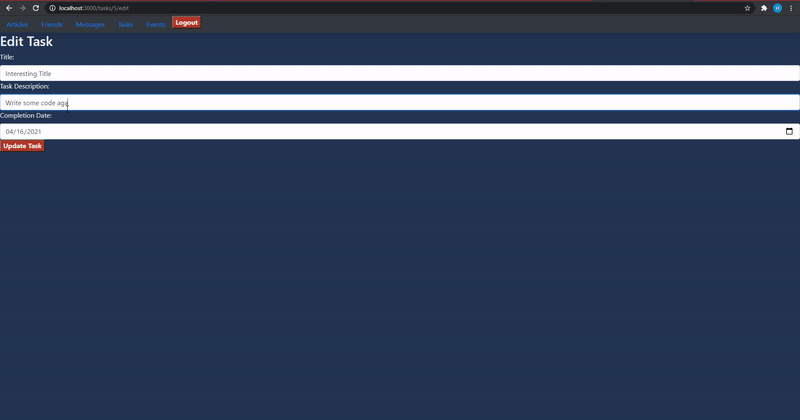 localhost:3000/tasks/5/edit
H
Articles Friends Messages Tasks Events Logout
Edit Task
Title:
Interesting Title
Task Description:
Write some code aga
Completion Date:
04/16/2021
Update Task